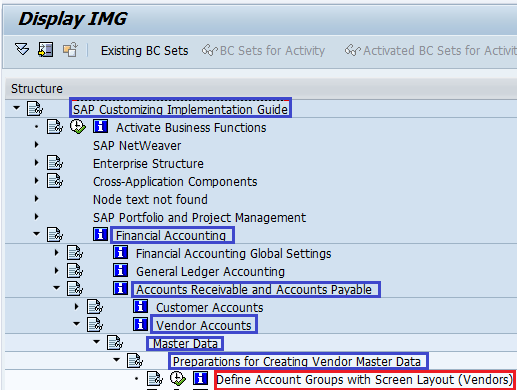 Display IMG
Existing BC Sets BC Sets for Activity Activated BC Sets for Activi
Structure
SAP Customizing Implementation Guide
Activate Business Functions
SAP NetWeaver
Enterprise Structure
Cross-Application Components
Node text not found
SAP Portfolio and Project Management
Financial Accounting
Financial Accounting Global Settings
General Ledger Accounting
Accounts Receivable and Accounts Payable
Customer Accounts
Vendor Accounts
Master Data
Preparations for Creating Vendor Master Data
Define Account Groups with Screen Layout (Vendors)